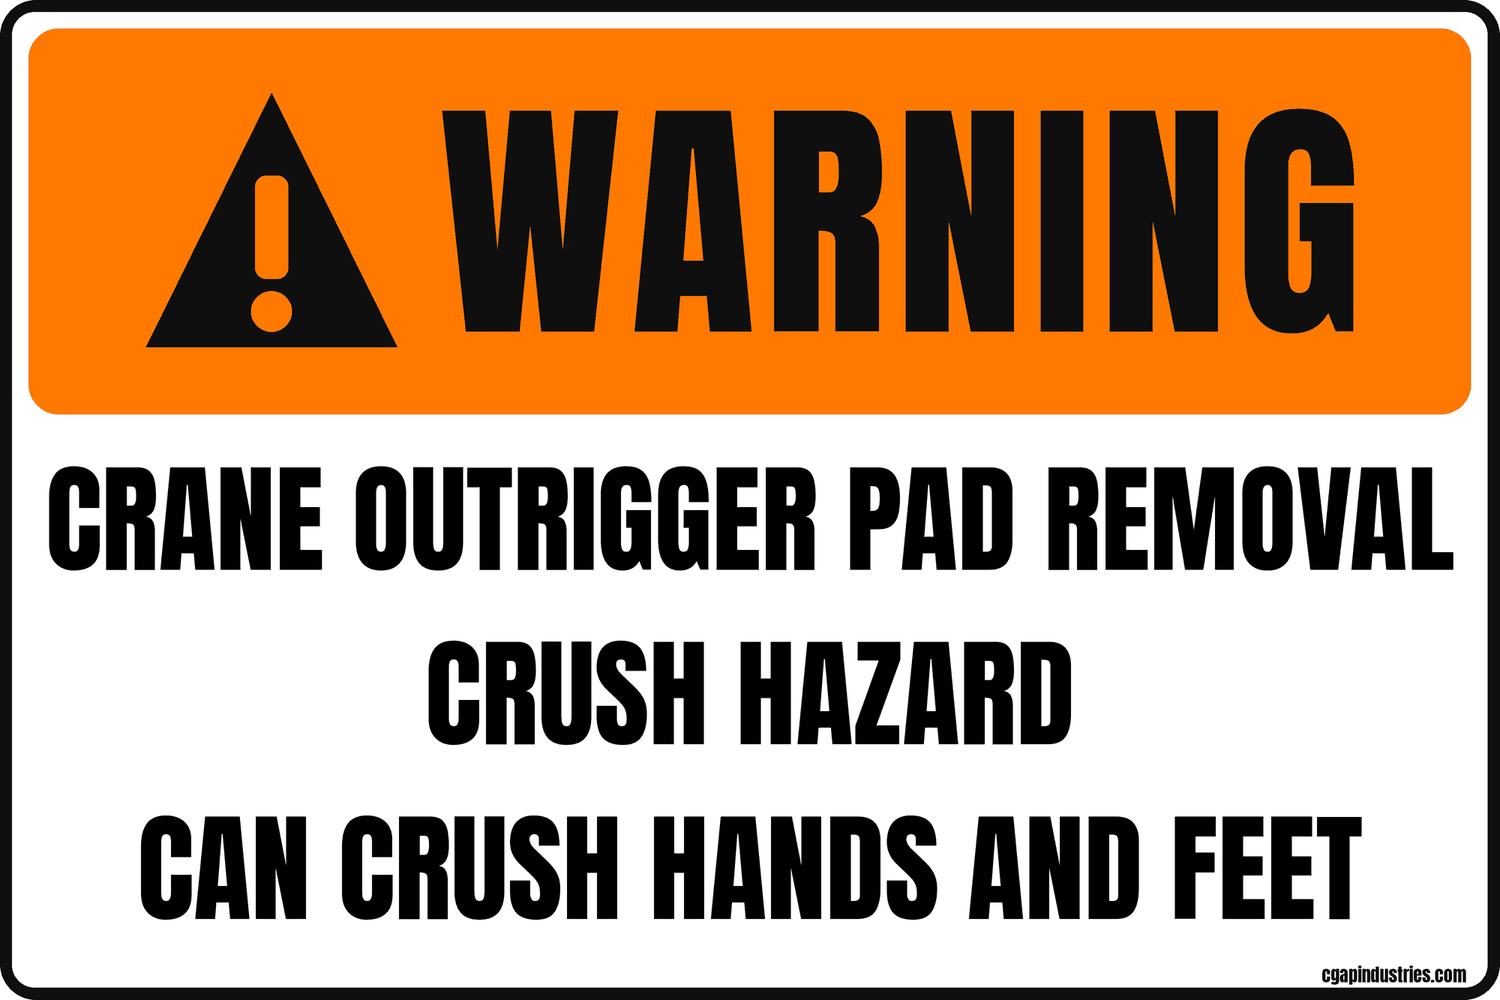 WARNING
CRANE OUTRIGGER PAD REMOVAL
CRUSH HAZARD
CAN CRUSH HANDS AND FEET
cgapindustries.com